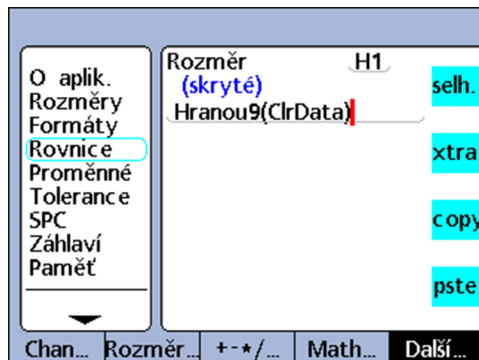 O aplik.
Rozměry
Formáty
Rovnice
Proměnné
Tolerance
SPC
Záhlaví
Paměť
Rozměr H1
(skryté)
Hranou9(ClrData)
selh.
xtra
copy
pste
Chan... Rozměr... +-*/... Math... Další...